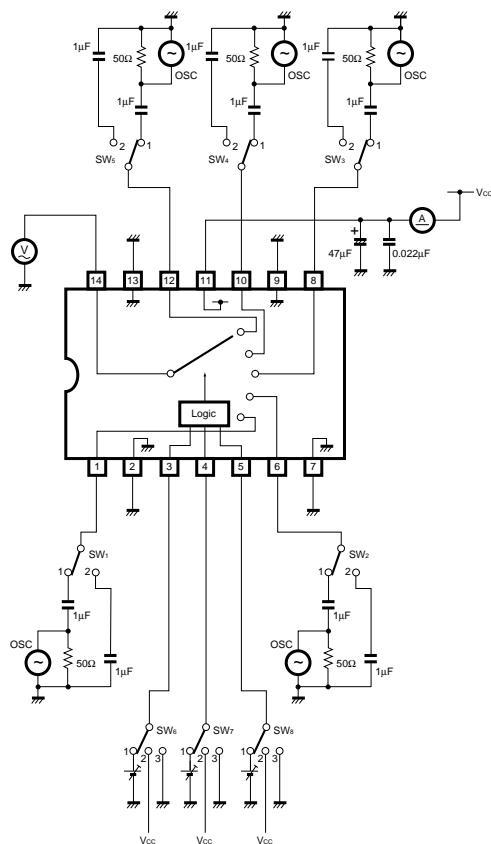 1μF 50Ω OSC 1μF 50Ω OSC 1μF 50Ω OSC
1μF 1μF 1μF
2 1 2 1 2 1
SW5 SW4 SW3
VCC
A
V
+
47μF 0.022μF
14 13 12 11 10 9 8
Logic
1 2 3 4 5 6 7
SW1 SW2
1 2 1 2
1μF 1μF
OSC OSC
50Ω 1μF 50Ω 1μF
SW6 SW7 SW8
1 2 3 1 2 3 1 2 3
VCC VCC VCC